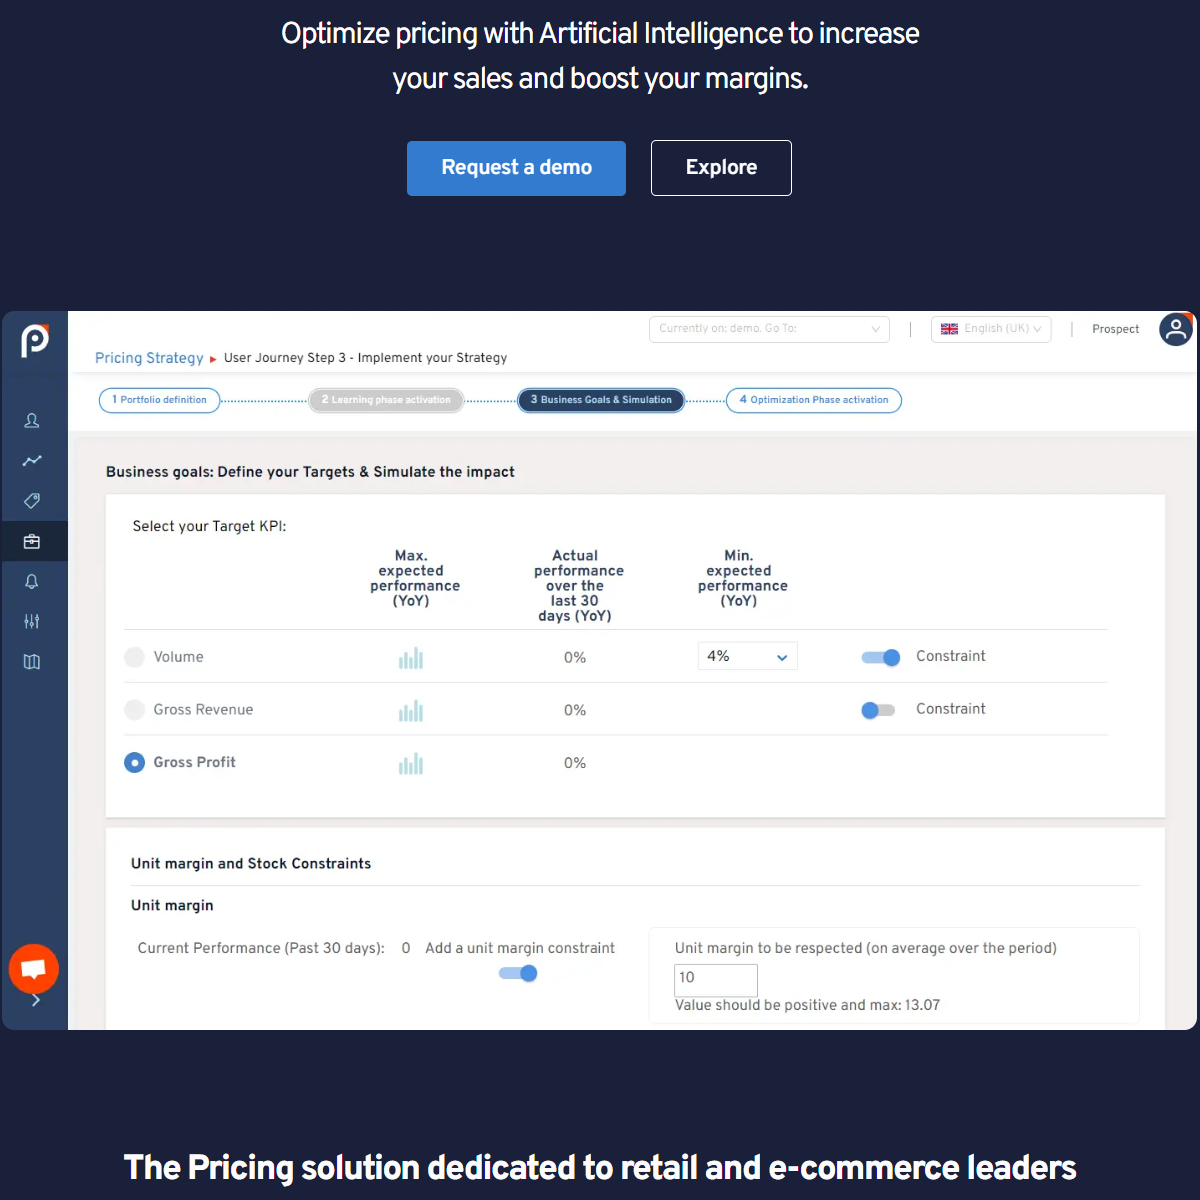 Optimize pricing with Artificial Intelligence to increase
your sales and boost your margins.
Request a demo
Explore
Currently on: demo. Go To:
English (UK)
Prospect
Pricing Strategy
User Journey Step 3 - Implement your Strategy
1 Portfolio definition
2 Learning phase activation
3 Business Goals & Simulation
4 Optimization Phase activation
Business goals: Define your Targets & Simulate the impact
Select your Target KPI:
Max.
expected
performance
(YoY)
Actual
performance
over the
last 30
days (YoY)
Min.
expected
performance
(YoY)
Volume
0%
4%
Constraint
Gross Revenue
0%
Constraint
Gross Profit
0%
Unit margin and Stock Constraints
Unit margin
Current Performance (Past 30 days): 0
Add a unit margin constraint
Unit margin to be respected (on average over the period)
10
Value should be positive and max: 13.07
The Pricing solution dedicated to retail and e-commerce leaders